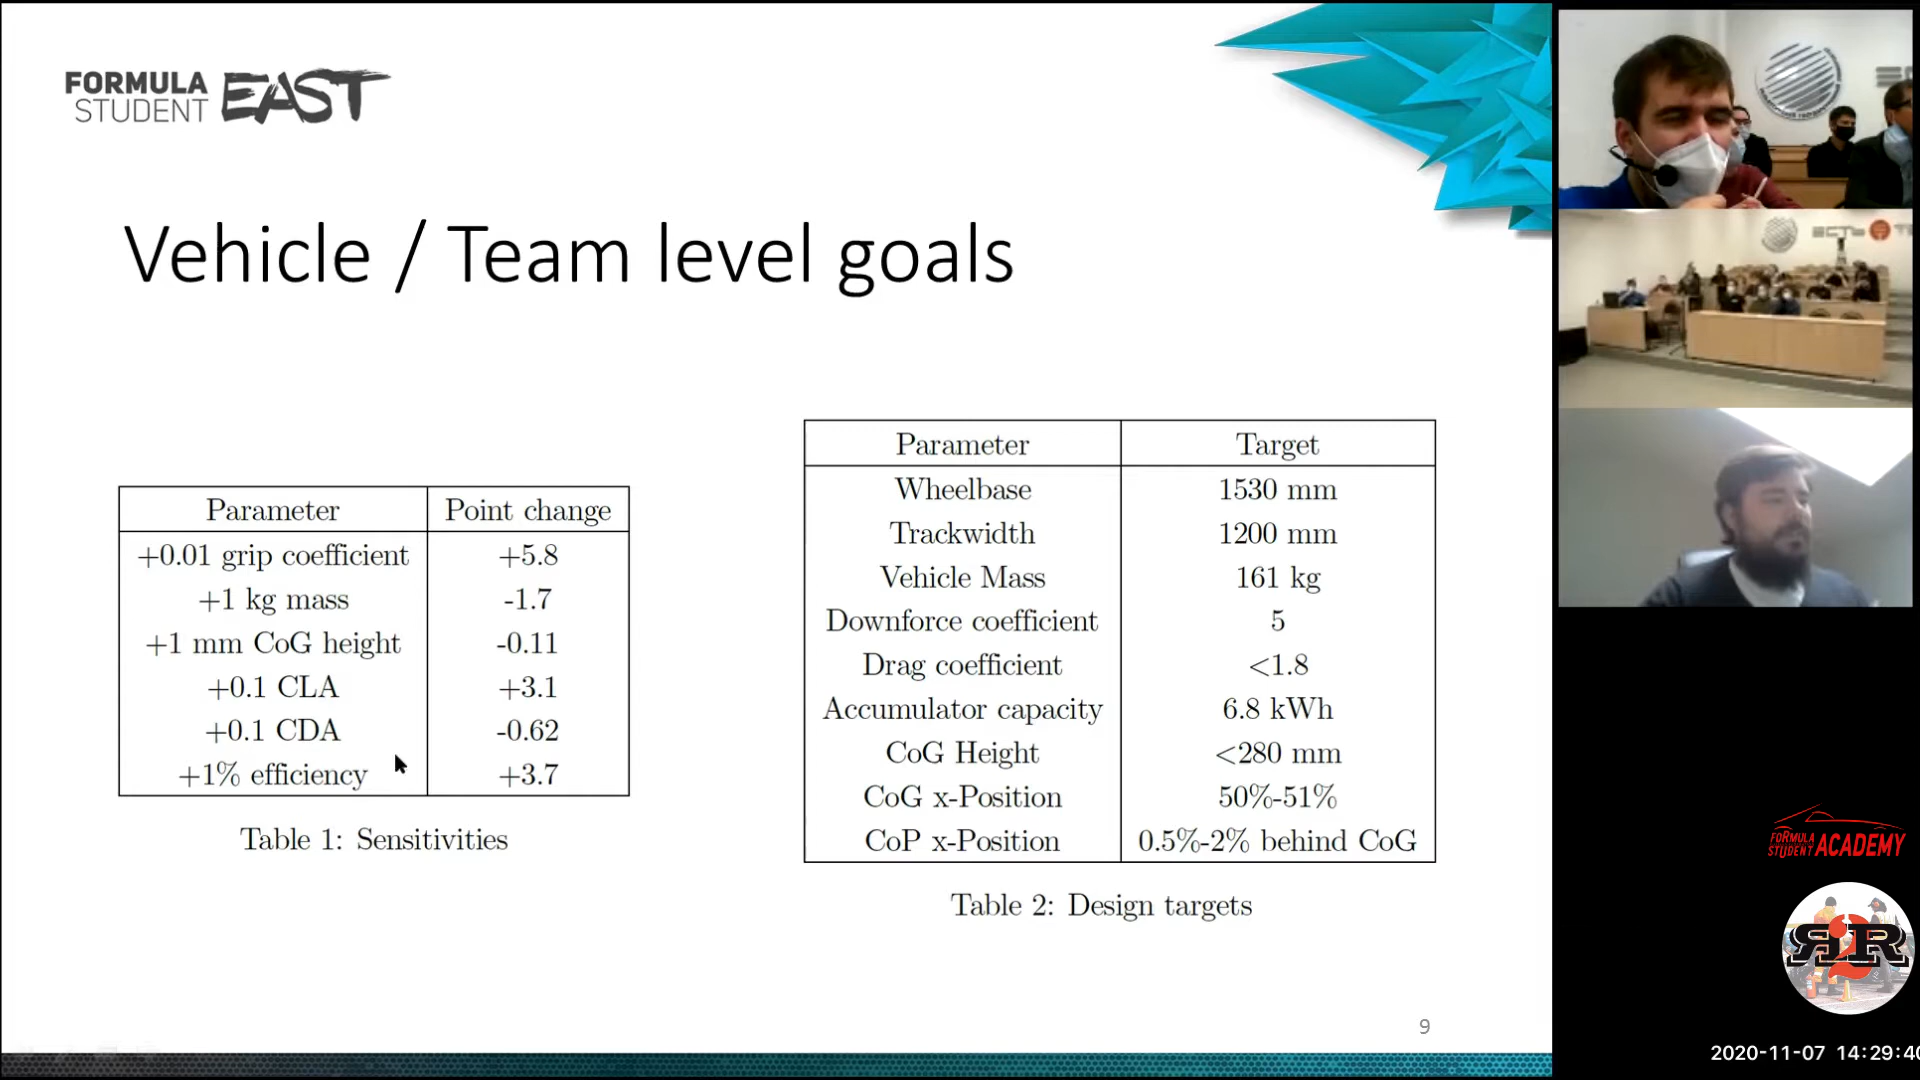 FORMULA
STUDENT EAST
Vehicle / Team level goals
Parameter Point change
+0.01 grip coefficient +5.8
+1 kg mass -1.7
+1 mm CoG height -0.11
+0.1 CLA +3.1
+0.1 CDA -0.62
+1% efficiency +3.7
Table 1: Sensitivities
Parameter Target
Wheelbase 1530 mm
Trackwidth 1200 mm
Vehicle Mass 161 kg
Downforce coefficient 5
Drag coefficient <1.8
Accumulator capacity 6.8 kWh
CoG Height <280 mm
CoG x-Position 50%-51%
CoP x-Position 0.5%-2% behind CoG
Table 2: Design targets
9
ЕСТЬ
FORMULA
STUDENT ACADEMY
2020-11-07 14:29:40